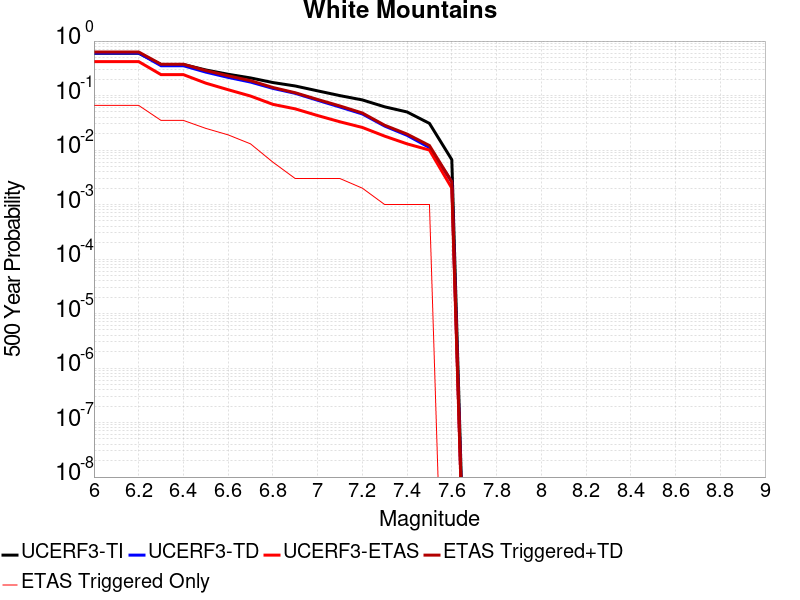 White Mountains
10^0
10^-1
10^-2
10^-3
10^-4
10^-5
10^-6
10^-7
10^-8
500 Year Probability
6 6.2 6.4 6.6 6.8 7 7.2 7.4 7.6 7.8 8 8.2 8.4 8.6 8.8 9
Magnitude
UCERF3-TI UCERF3-TD UCERF3-ETAS ETAS Triggered+TD
ETAS Triggered Only